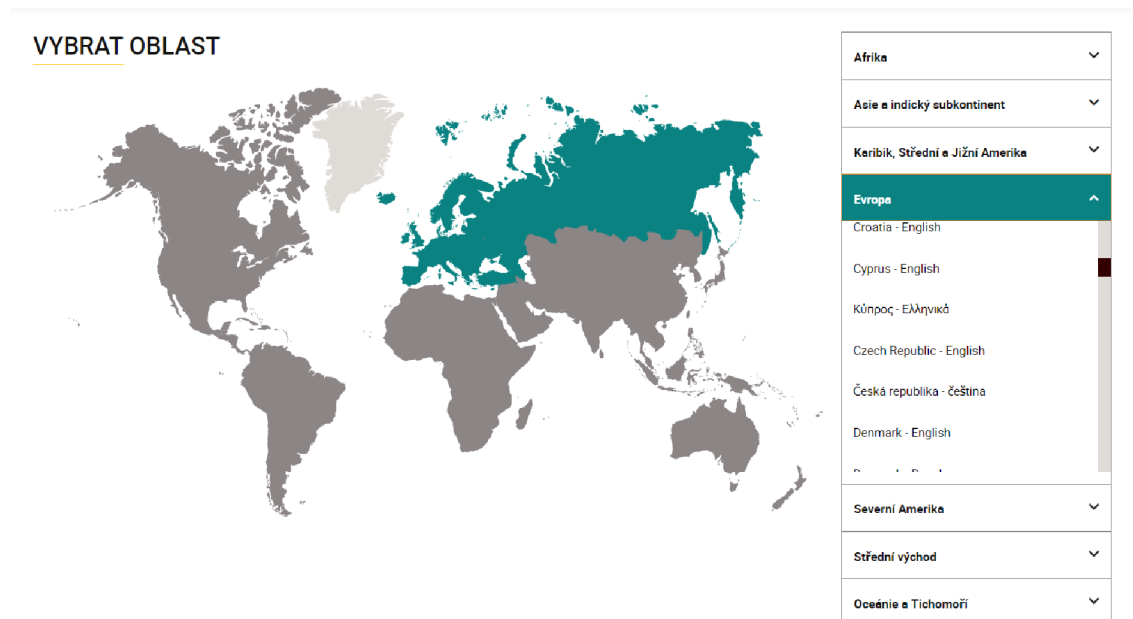 VYBRAT OBLAST
Afrika
Asie a indický subkontinent
Karibik, Střední a Jižní Amerika
Evropa
Croatia - English
Cyprus - English
Κύπρος - Ελληνικά
Czech Republic - English
Česká republika - čeština
Denmark - English
Severní Amerika
Střední východ
Oceánie a Tichomoří